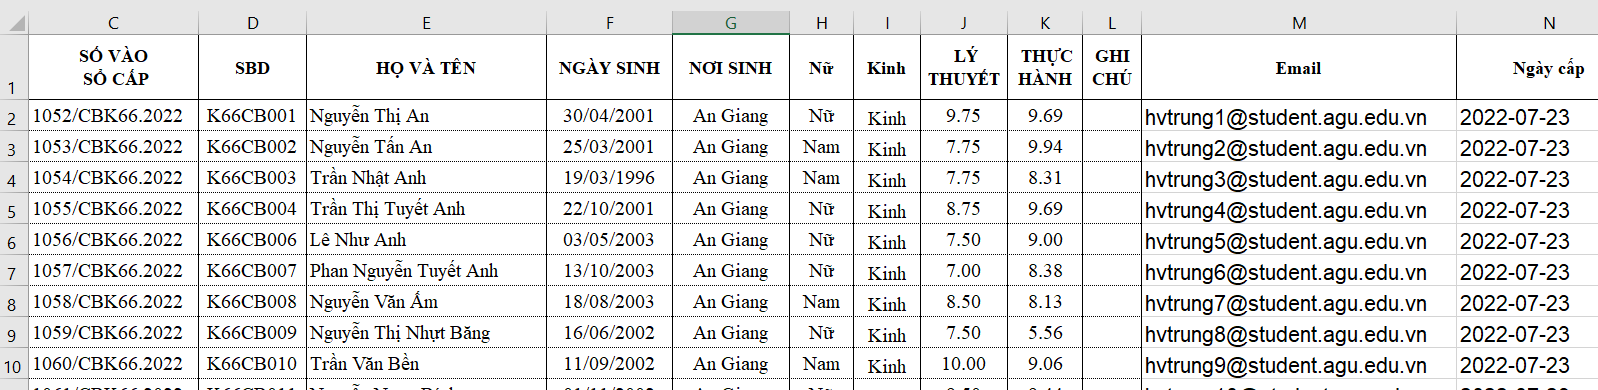 C D E F G H I J K L M N
1 SỐ VÀO SỔ CẤP SBD HỌ VÀ TÊN NGÀY SINH NƠI SINH Nữ Kinh LÝ THUYẾT THỰC HÀNH GHI CHÚ Email Ngày cấp
2 1052/CBK66.2022 K66CB001 Nguyễn Thị An 30/04/2001 An Giang Nữ Kinh 9.75 9.69 hvtrung1@student.agu.edu.vn 2022-07-23
3 1053/CBK66.2022 K66CB002 Nguyễn Tấn An 25/03/2001 An Giang Nam Kinh 7.75 9.94 hvtrung2@student.agu.edu.vn 2022-07-23
4 1054/CBK66.2022 K66CB003 Trần Nhật Anh 19/03/1996 An Giang Nam Kinh 7.75 8.31 hvtrung3@student.agu.edu.vn 2022-07-23
5 1055/CBK66.2022 K66CB004 Trần Thị Tuyết Anh 22/10/2001 An Giang Nữ Kinh 8.75 9.69 hvtrung4@student.agu.edu.vn 2022-07-23
6 1056/CBK66.2022 K66CB006 Lê Như Anh 03/05/2003 An Giang Nữ Kinh 7.50 9.00 hvtrung5@student.agu.edu.vn 2022-07-23
7 1057/CBK66.2022 K66CB007 Phan Nguyễn Tuyết Anh 13/10/2003 An Giang Nữ Kinh 7.00 8.38 hvtrung6@student.agu.edu.vn 2022-07-23
8 1058/CBK66.2022 K66CB008 Nguyễn Văn Ấm 18/08/2003 An Giang Nam Kinh 8.50 8.13 hvtrung7@student.agu.edu.vn 2022-07-23
9 1059/CBK66.2022 K66CB009 Nguyễn Thị Nhựt Băng 16/06/2002 An Giang Nữ Kinh 7.50 5.56 hvtrung8@student.agu.edu.vn 2022-07-23
10 1060/CBK66.2022 K66CB010 Trần Văn Bền 11/09/2002 An Giang Nam Kinh 10.00 9.06 hvtrung9@student.agu.edu.vn 2022-07-23